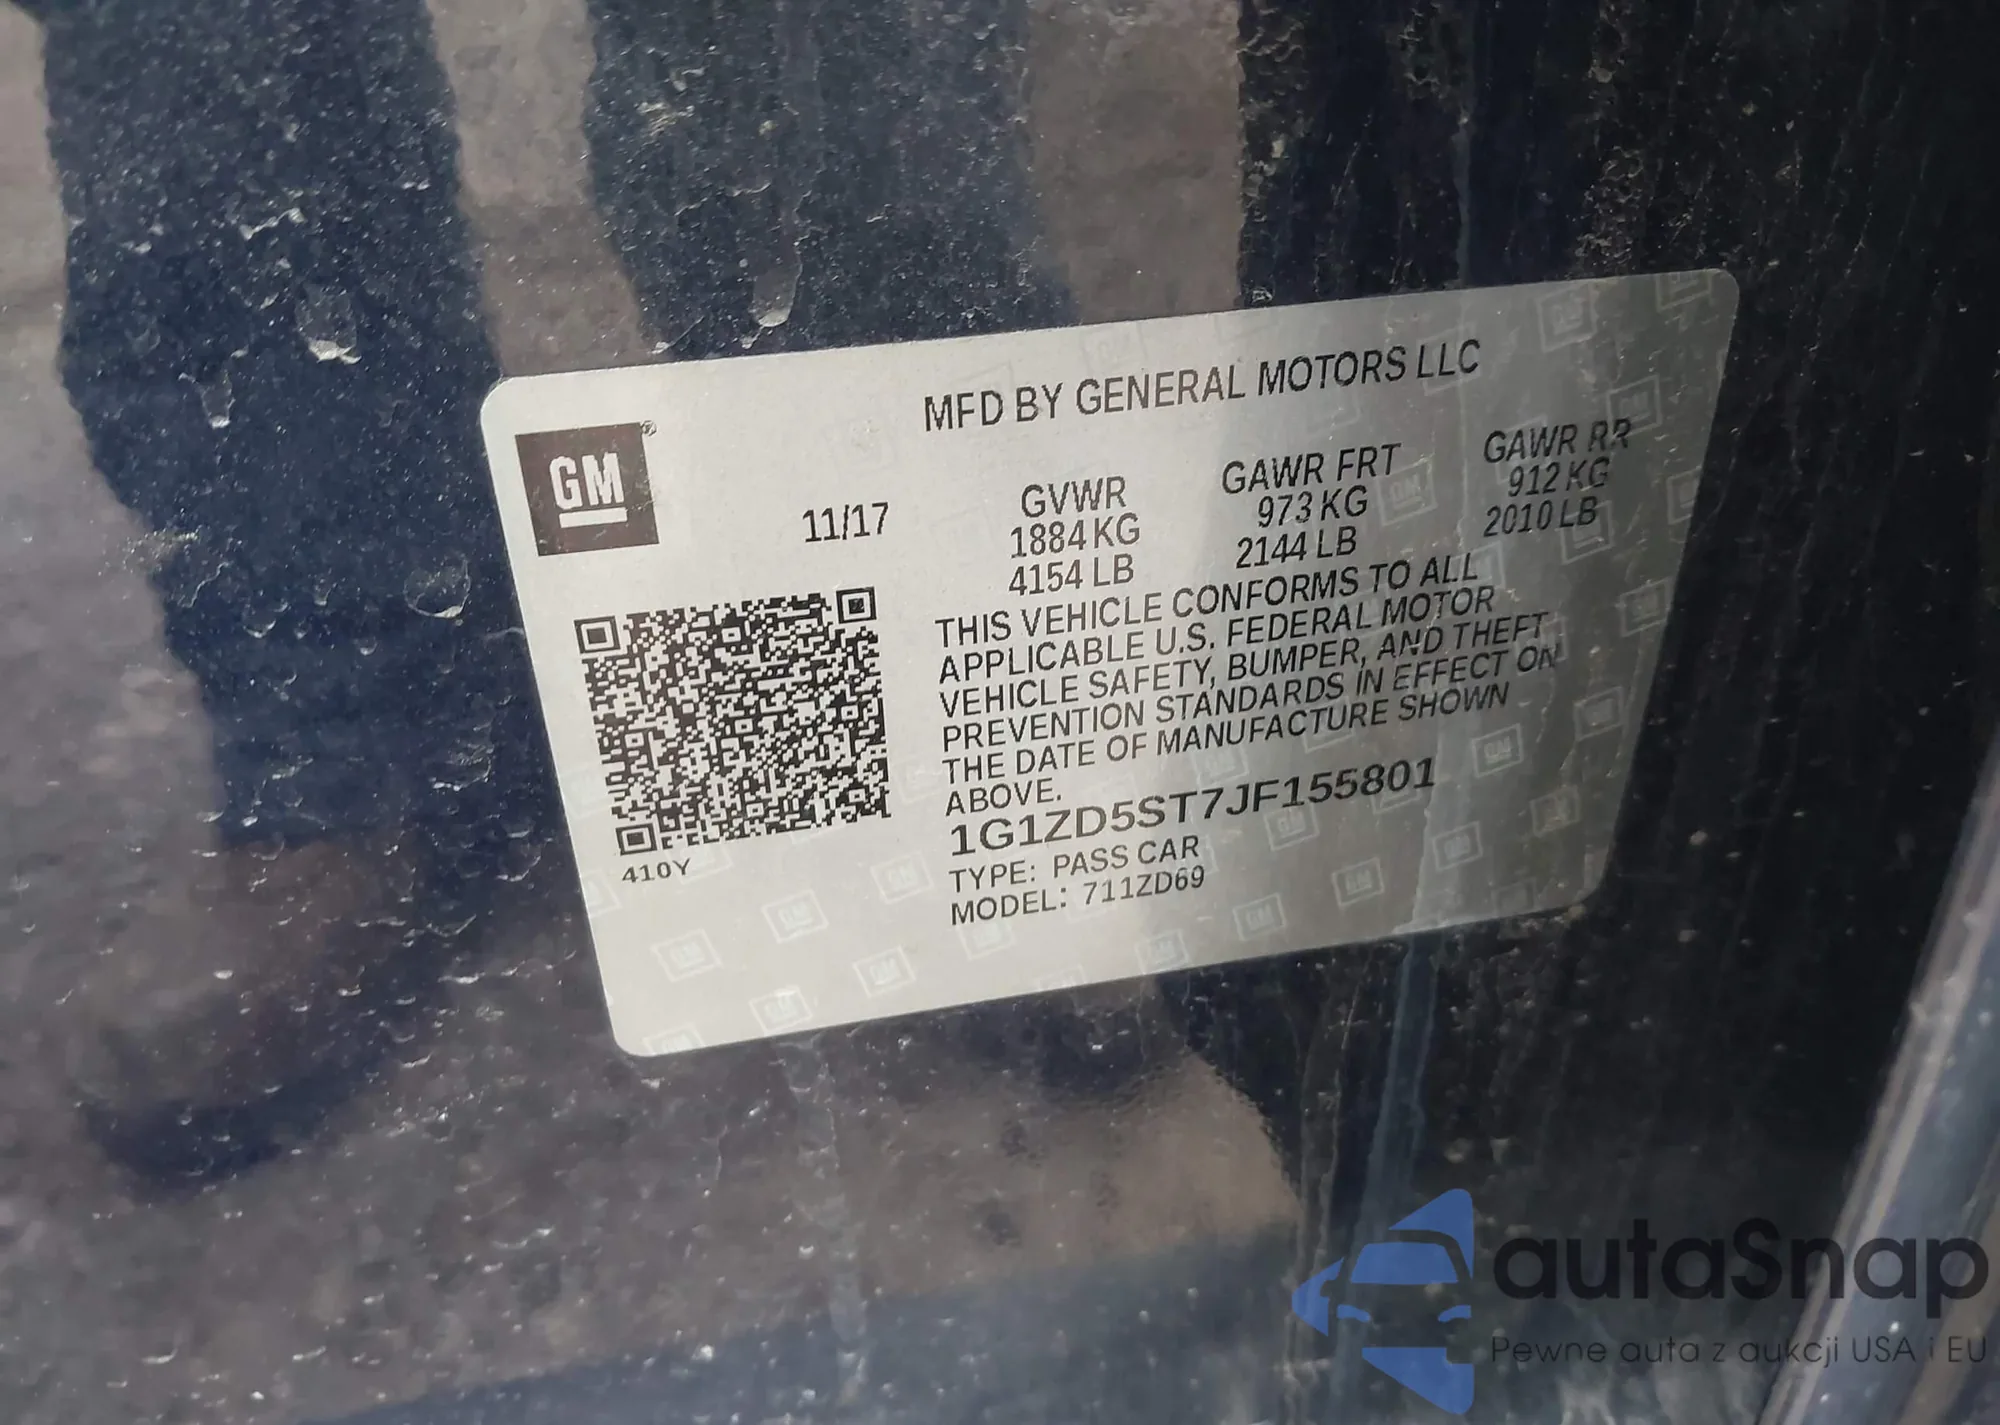 MFD BY GENERAL MOTORS LLC
GM®
11/17
GVWR
1884 KG
4154 LB
GAWR FRT
973 KG
2144 LB
GAWR RR
912 KG
2010 LB
THIS VEHICLE CONFORMS TO ALL
APPLICABLE U.S. FEDERAL MOTOR
VEHICLE SAFETY, BUMPER, AND THEFT
PREVENTION STANDARDS IN EFFECT ON
THE DATE OF MANUFACTURE SHOWN
ABOVE.
1G1ZD5ST7JF155801
TYPE: PASS CAR
MODEL: 711ZD69
410Y
autaSnap
Pewne auta z aukcji USA i EU